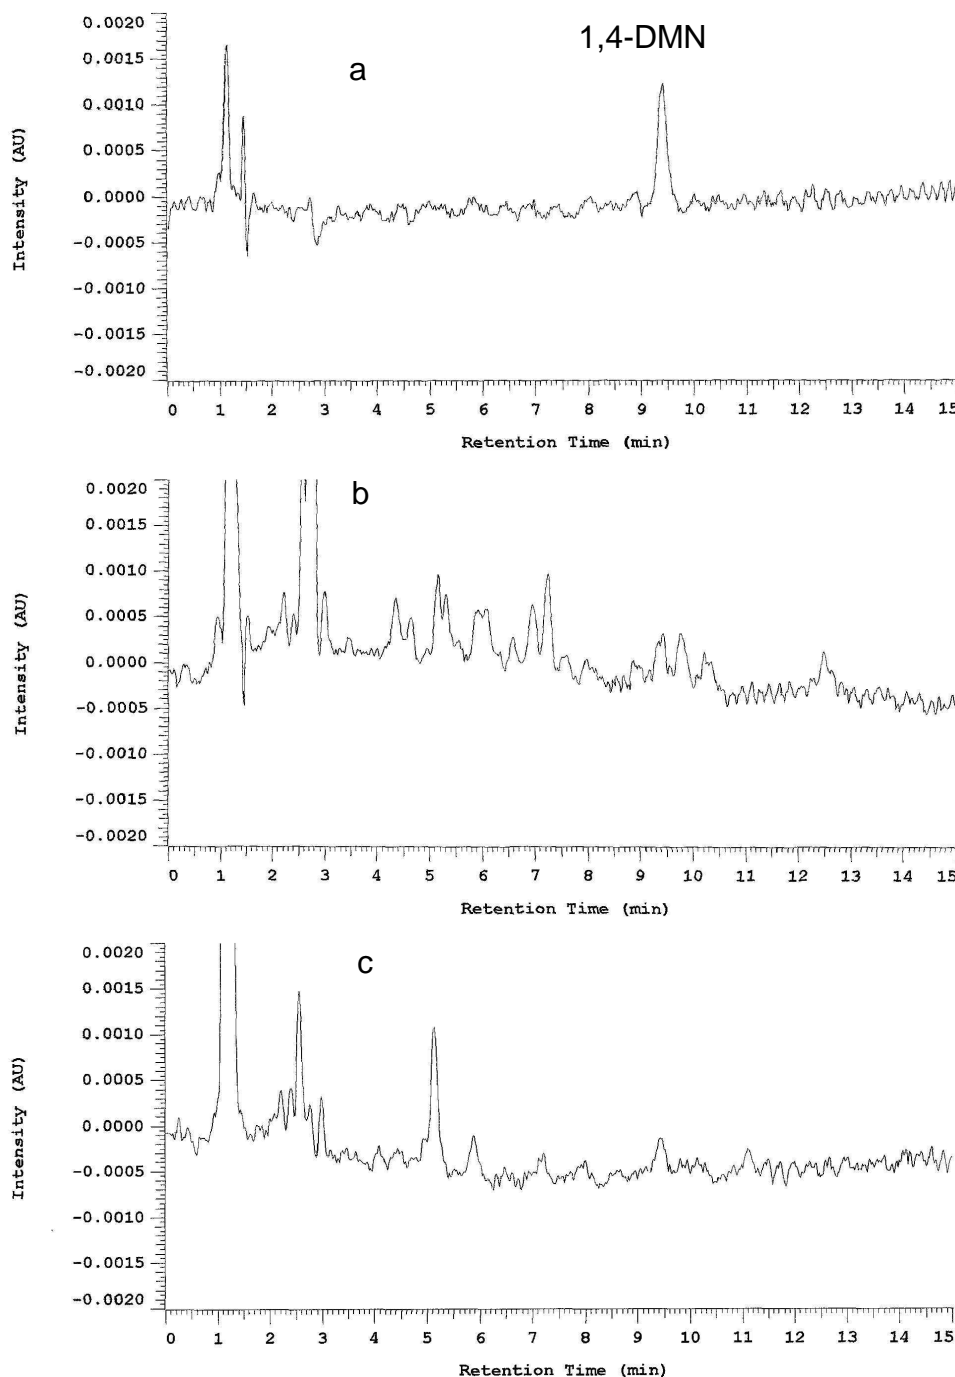 1,4-DMN
a
0.0020
0.0015
0.0010
0.0005
0.0000
-0.0005
-0.0010
-0.0015
-0.0020
Intensity (AU)
0 1 2 3 4 5 6 7 8 9 10 11 12 13 14 15
Retention Time (min)
b
0.0020
0.0015
0.0010
0.0005
0.0000
-0.0005
-0.0010
-0.0015
-0.0020
Intensity (AU)
0 1 2 3 4 5 6 7 8 9 10 11 12 13 14 15
Retention Time (min)
c
0.0020
0.0015
0.0010
0.0005
0.0000
-0.0005
-0.0010
-0.0015
-0.0020
Intensity (AU)
0 1 2 3 4 5 6 7 8 9 10 11 12 13 14 15
Retention Time (min)